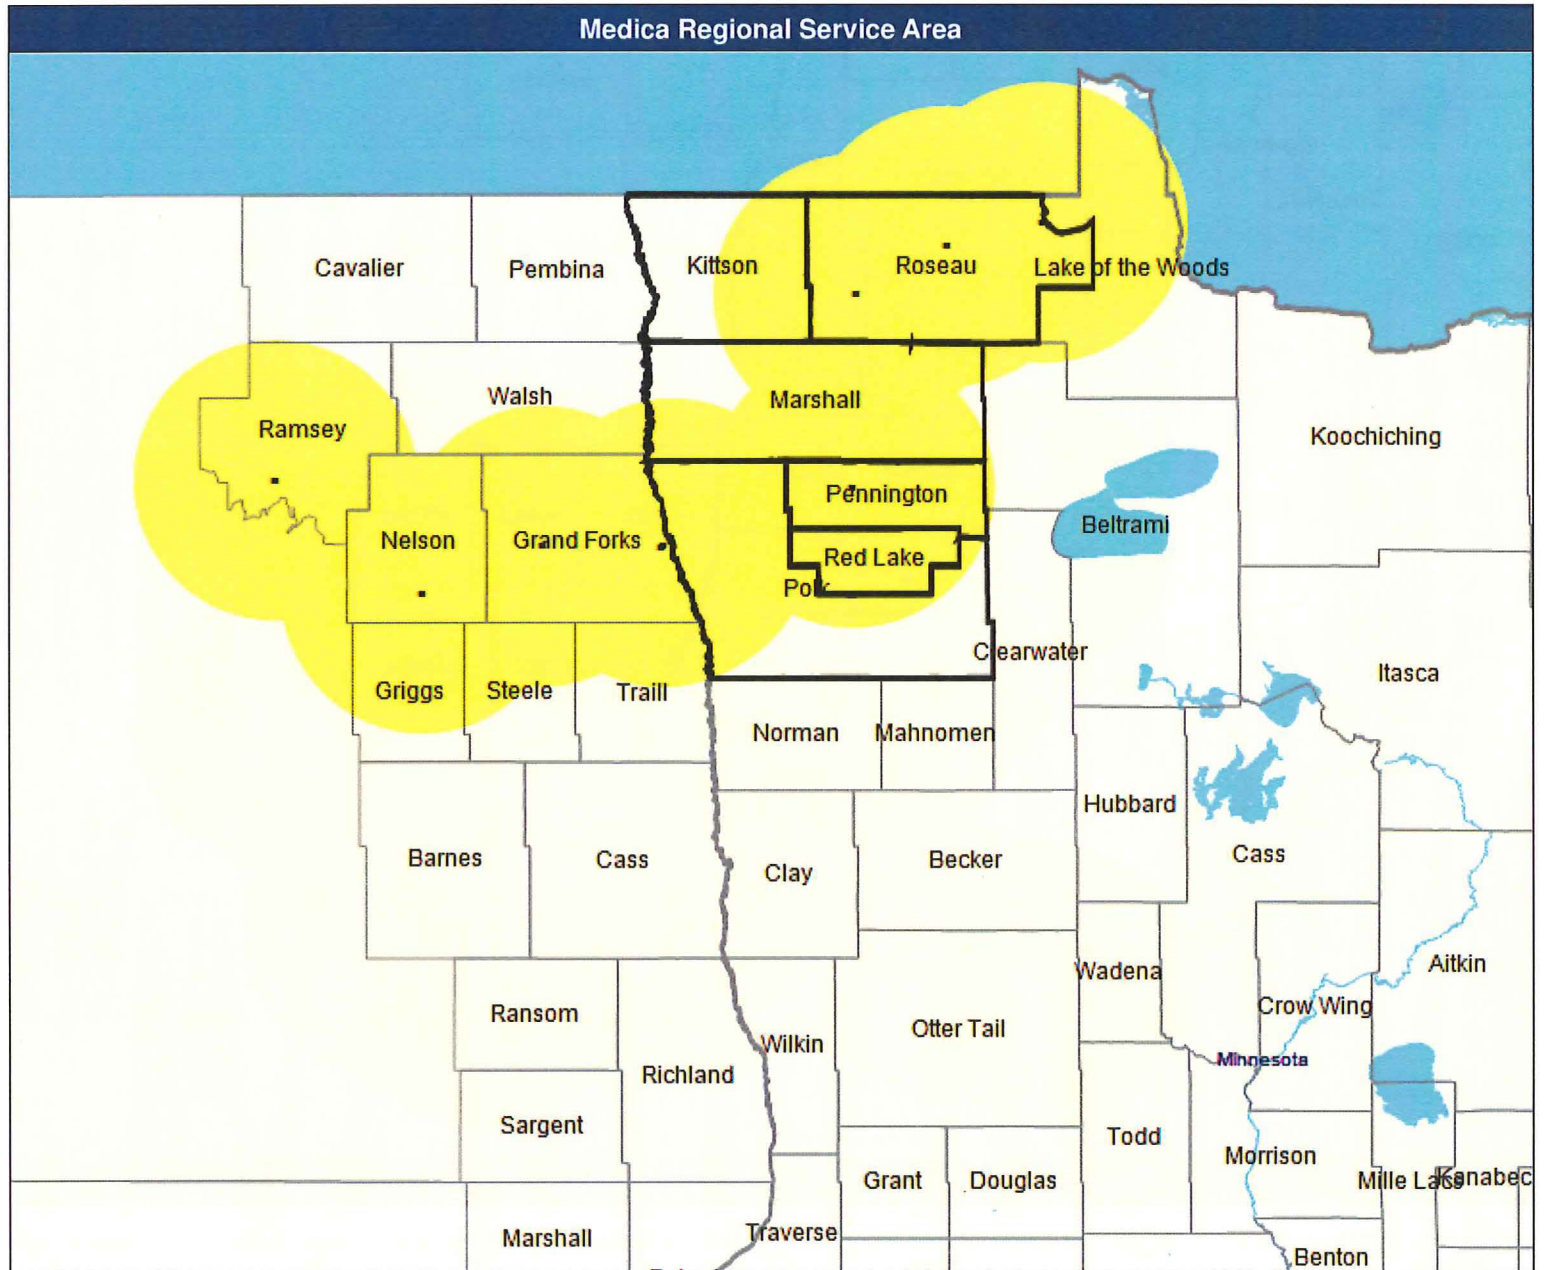 Medica Regional Service Area
Cavalier
Pembina
Kittson
Roseau
Lake of the Woods
Walsh
Marshall
Ramsey
Koochiching
Pennington
Beltrami
Nelson
Grand Forks
Red Lake
Polk
Clearwater
Itasca
Griggs
Steele
Traill
Norman
Mahnomen
Hubbard
Barnes
Cass
Clay
Becker
Cass
Wadena
Aitkin
Crow Wing
Ransom
Otter Tail
Wilkin
Minnesota
Richland
Sargent
Todd
Morrison
Grant
Douglas
Mille Lacs
Kanabec
Marshall
Traverse
Benton